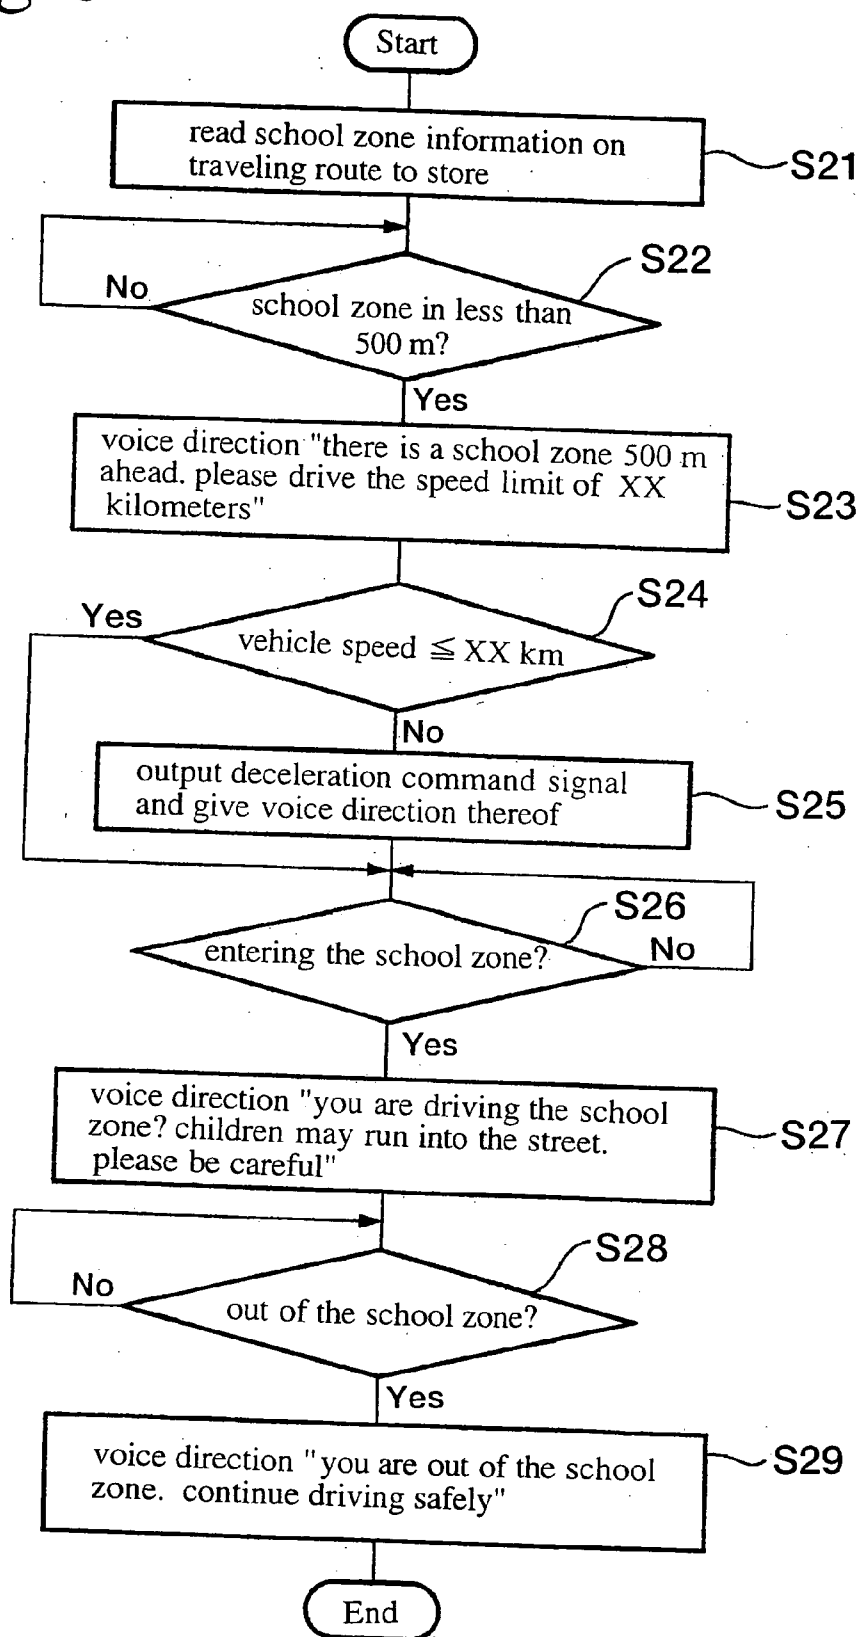 Start
read school zone information on
traveling route to store
S21
S22
No
school zone in less than
500 m?
Yes
voice direction "there is a school zone 500 m
ahead. please drive the speed limit of XX
kilometers"
S23
S24
Yes
vehicle speed ≦ XX km
No
output deceleration command signal
and give voice direction thereof
S25
S26
entering the school zone?
No
Yes
voice direction "you are driving the school
zone? children may run into the street.
please be careful"
S27
S28
No
out of the school zone?
Yes
voice direction "you are out of the school
zone. continue driving safely"
S29
End